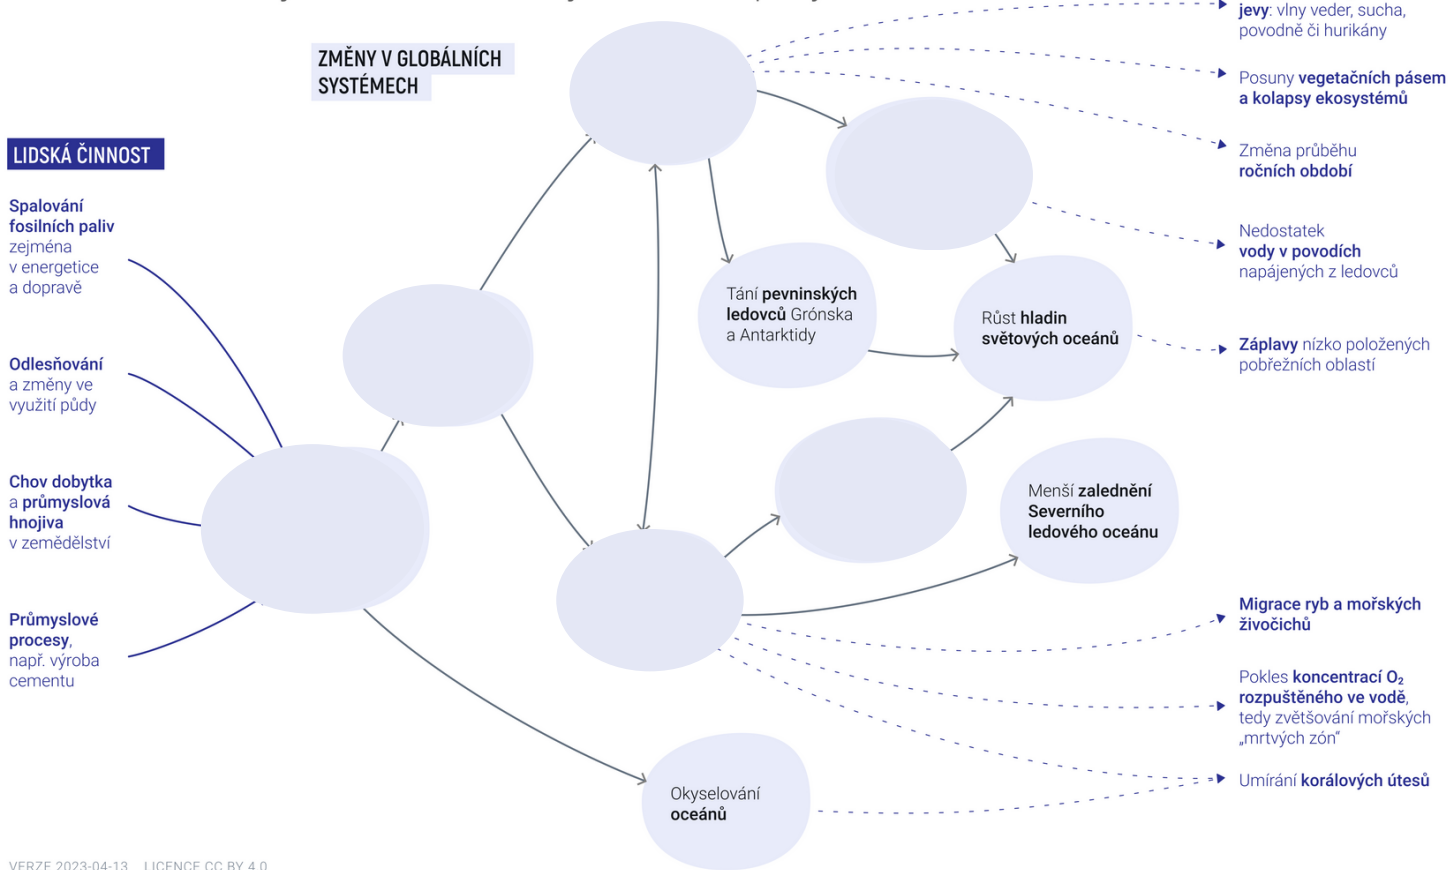 ZMĚNY V GLOBÁLNÍCH
SYSTÉMECH
LIDSKÁ ČINNOST
Spalování
fosilních paliv
zejména
v energetice
a dopravě
Odlesňování
a změny ve
využití půdy
Chov dobytka
a průmyslová
hnojiva
v zemědělství
Průmyslové
procesy,
např. výroba
cementu
Tání pevninských
ledovců Grónska
a Antarktidy
Růst hladin
světových oceánů
Menší zalednění
Severního
ledového oceánu
Okyselování
oceánů
jevy: vlny veder, sucha,
povodně či hurikány
Posuny vegetačních pásem
a kolapsy ekosystémů
Změna průběhu
ročních období
Nedostatek
vody v povodích
napájených z ledovců
Záplavy nízko položených
pobřežních oblastí
Migrace ryb a mořských
živočichů
Pokles koncentrací O₂
rozpuštěného ve vodě,
tedy zvětšování mořských
„mrtvých zón“
Umírání korálových útesů
VERZE 2023-04-13 LICENCE CC BY 4.0